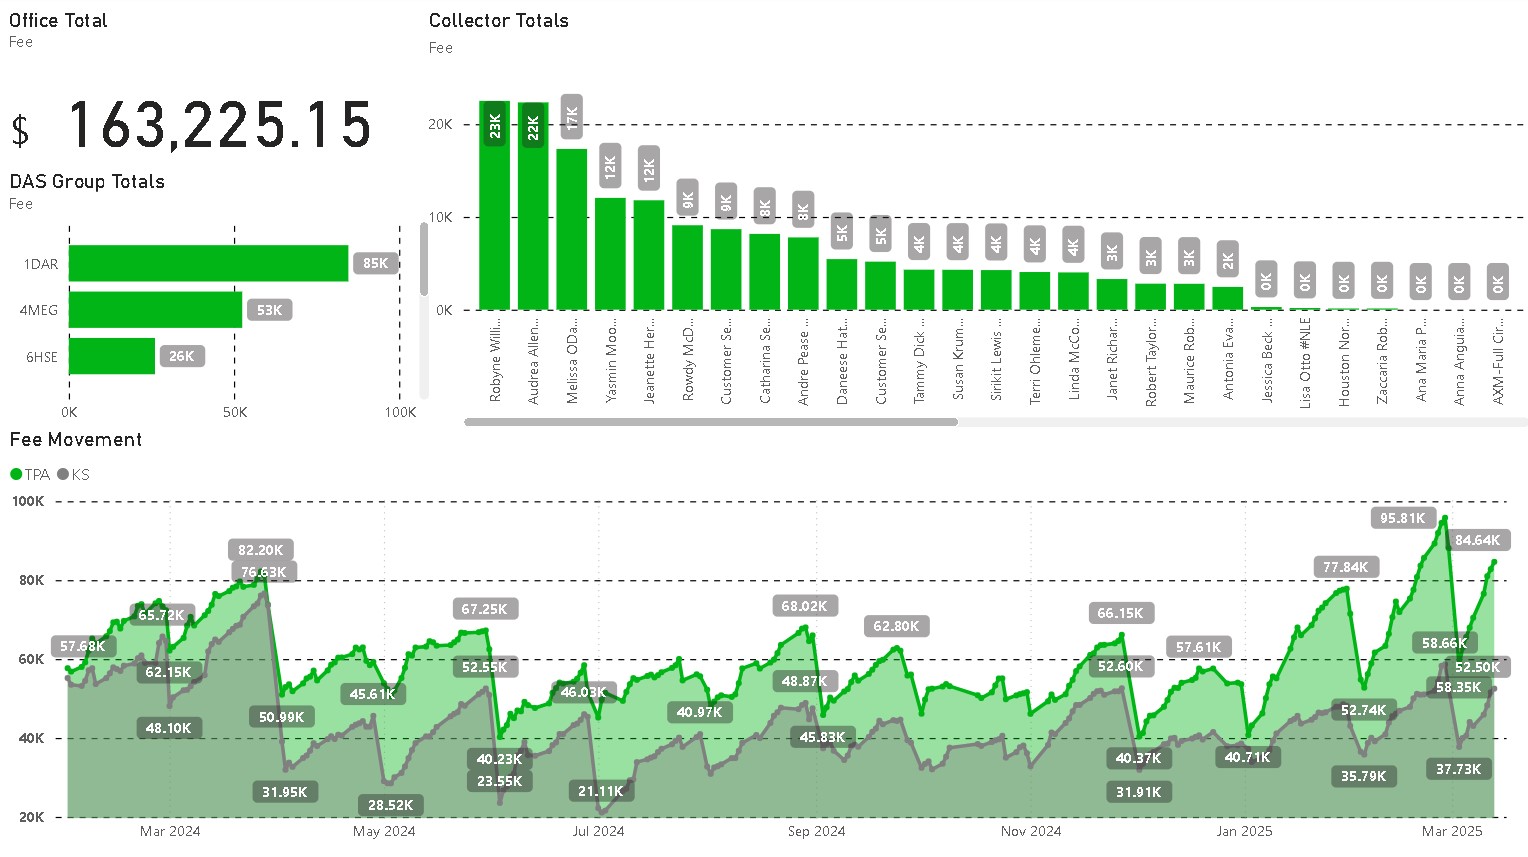 Office Total
Fee
$ 163,225.15
DAS Group Totals
Fee
1DAR 85K
4MEG 53K
6HSE 26K
0K 50K 100K
Collector Totals
Fee
20K
10K
0K
23K 22K 17K 12K 12K 9K 9K 8K 8K 5K 5K 4K 4K 4K 4K 4K 3K 3K 3K 2K 0K 0K 0K 0K 0K 0K 0K
Robyne Willi...
Audrea Allen...
Melissa ODa...
Yasmin Moo...
Jeanette Her...
Rowdy McD...
Customer Se...
Catharina Se...
Andre Pease ...
Daneese Hat...
Customer Se...
Tammy Dick ...
Susan Krum...
Sirikit Lewis ...
Terri Ohleme...
Linda McCo...
Janet Richar...
Robert Taylor...
Maurice Rob...
Antonia Eva...
Jessica Beck ...
Lisa Otto #NLE
Houston Nor...
Zaccaria Rob...
Ana Maria P...
Anna Anguia...
AXM-Full Cir...
Fee Movement
TPA KS
100K
80K
60K
40K
20K
57.68K
65.72K
62.15K
48.10K
82.20K
76.63K
50.99K
31.95K
45.61K
28.52K
67.25K
52.55K
40.23K
23.55K
46.03K
21.11K
40.97K
68.02K
48.87K
45.83K
62.80K
66.15K
52.60K
40.37K
31.91K
57.61K
40.71K
77.84K
52.74K
35.79K
95.81K
84.64K
58.66K
52.50K
58.35K
37.73K
Mar 2024 May 2024 Jul 2024 Sep 2024 Nov 2024 Jan 2025 Mar 2025